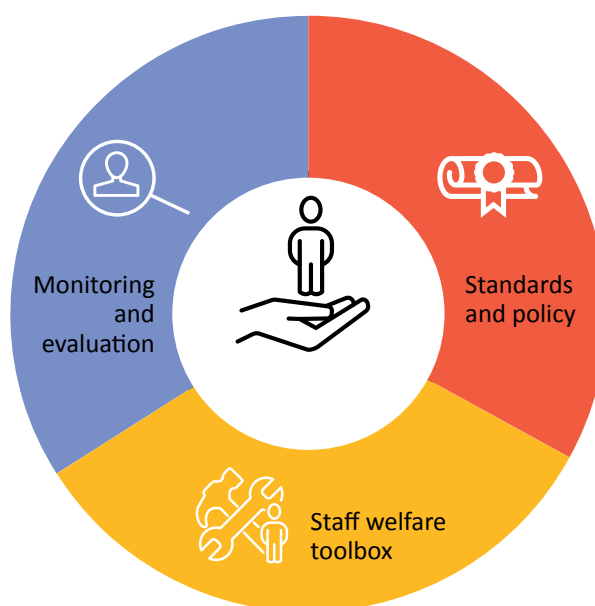 Monitoring
and
evaluation
Standards
and policy
Staff welfare
toolbox